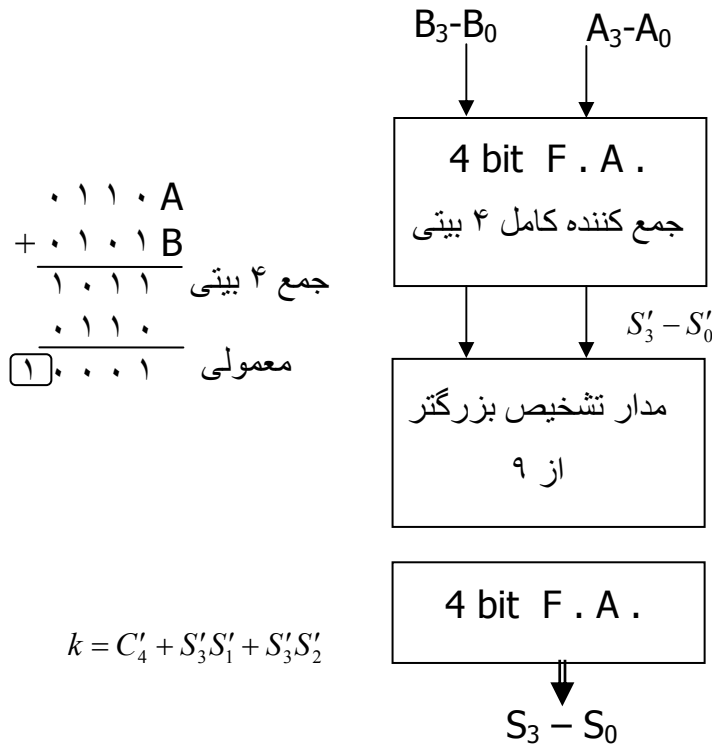 B₃-B₀ A₃-A₀
4 bit F . A .
جمع کننده کامل ۴ بیتی
۰ ۱ ۱ ۰ A
+ ۰ ۱ ۰ ۱ B
۱ ۰ ۱ ۱ جمع ۴ بیتی
۰ ۱ ۱ ۰
۱ ۰ ۰ ۰ ۱ معمولی
S′₃ − S′₀
مدار تشخیص بزرگتر
از ۹
4 bit F . A .
k = C′₄ + S′₃S′₁ + S′₃S′₂
S₃ – S₀